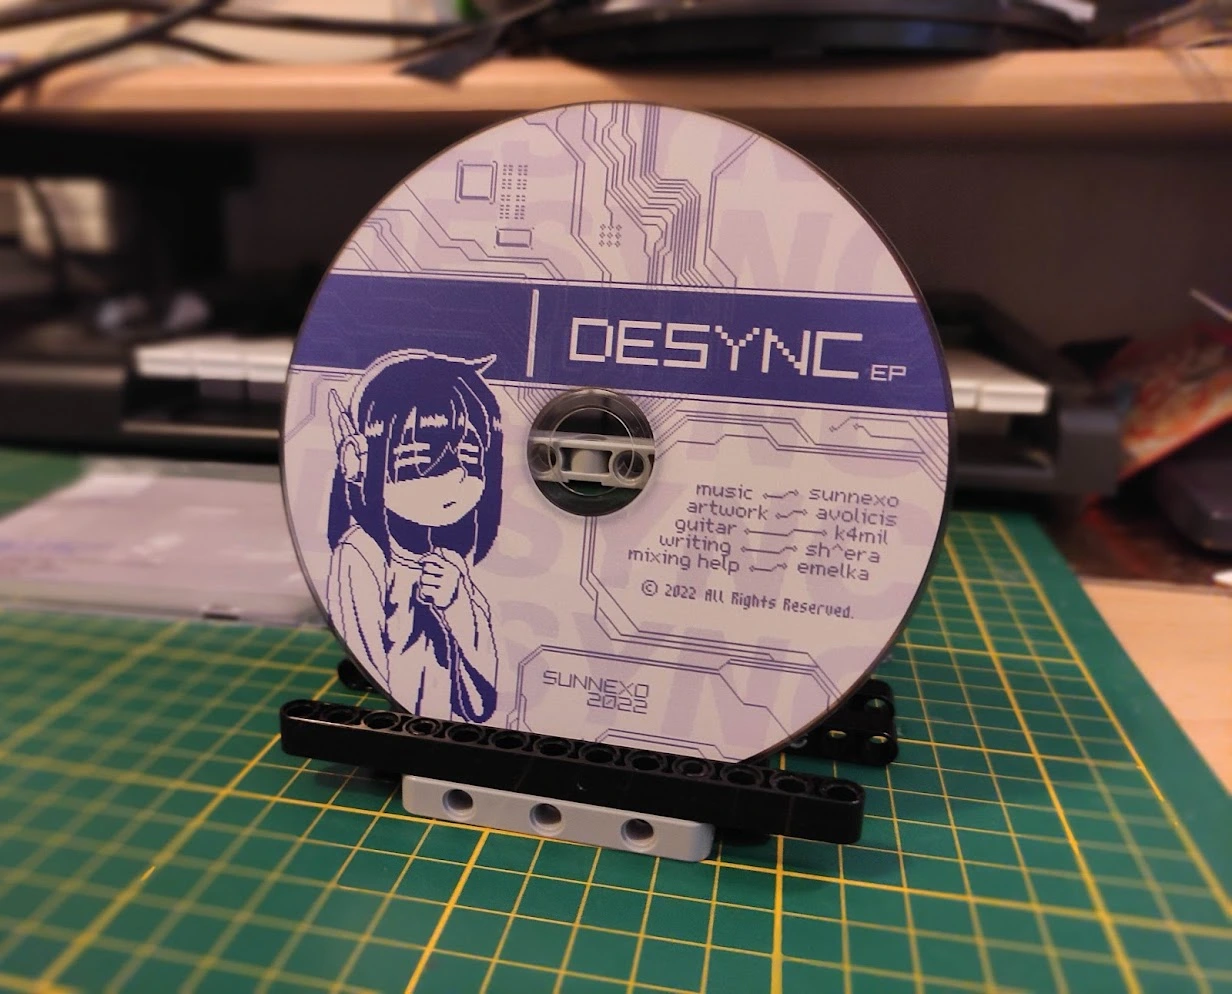 DESYNC EP
music sunnexo
artwork avolicis
guitar k4mil
writing sh^era
mixing help emelka
© 2022 All Rights Reserved.
SUNNEXO
2022